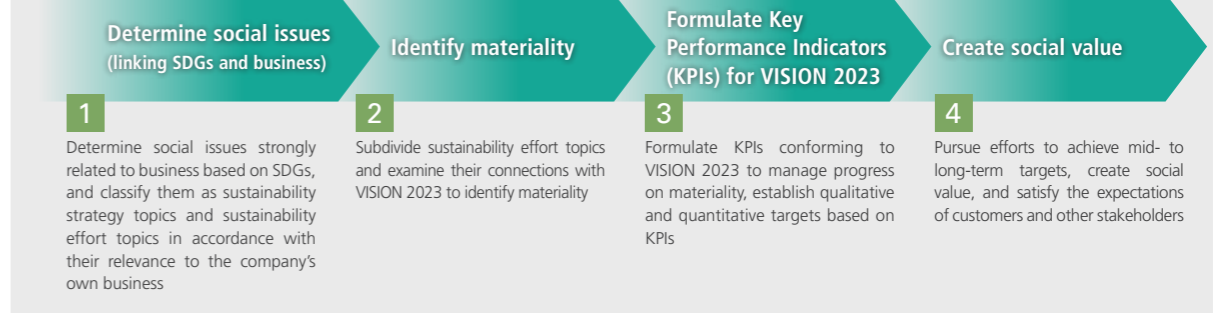 Determine social issues
(linking SDGs and business)
Identify materiality
Formulate Key
Performance Indicators
(KPIs) for VISION 2023
Create social value
1
Determine social issues strongly
related to business based on SDGs,
and classify them as sustainability
strategy topics and sustainability
effort topics in accordance with
their relevance to the company's
own business
2
Subdivide sustainability effort topics
and examine their connections with
VISION 2023 to identify materiality
3
Formulate KPIs conforming to
VISION 2023 to manage progress
on materiality, establish qualitative
and quantitative targets based on
KPIs
4
Pursue efforts to achieve mid- to
long-term targets, create social
value, and satisfy the expectations
of customers and other stakeholders